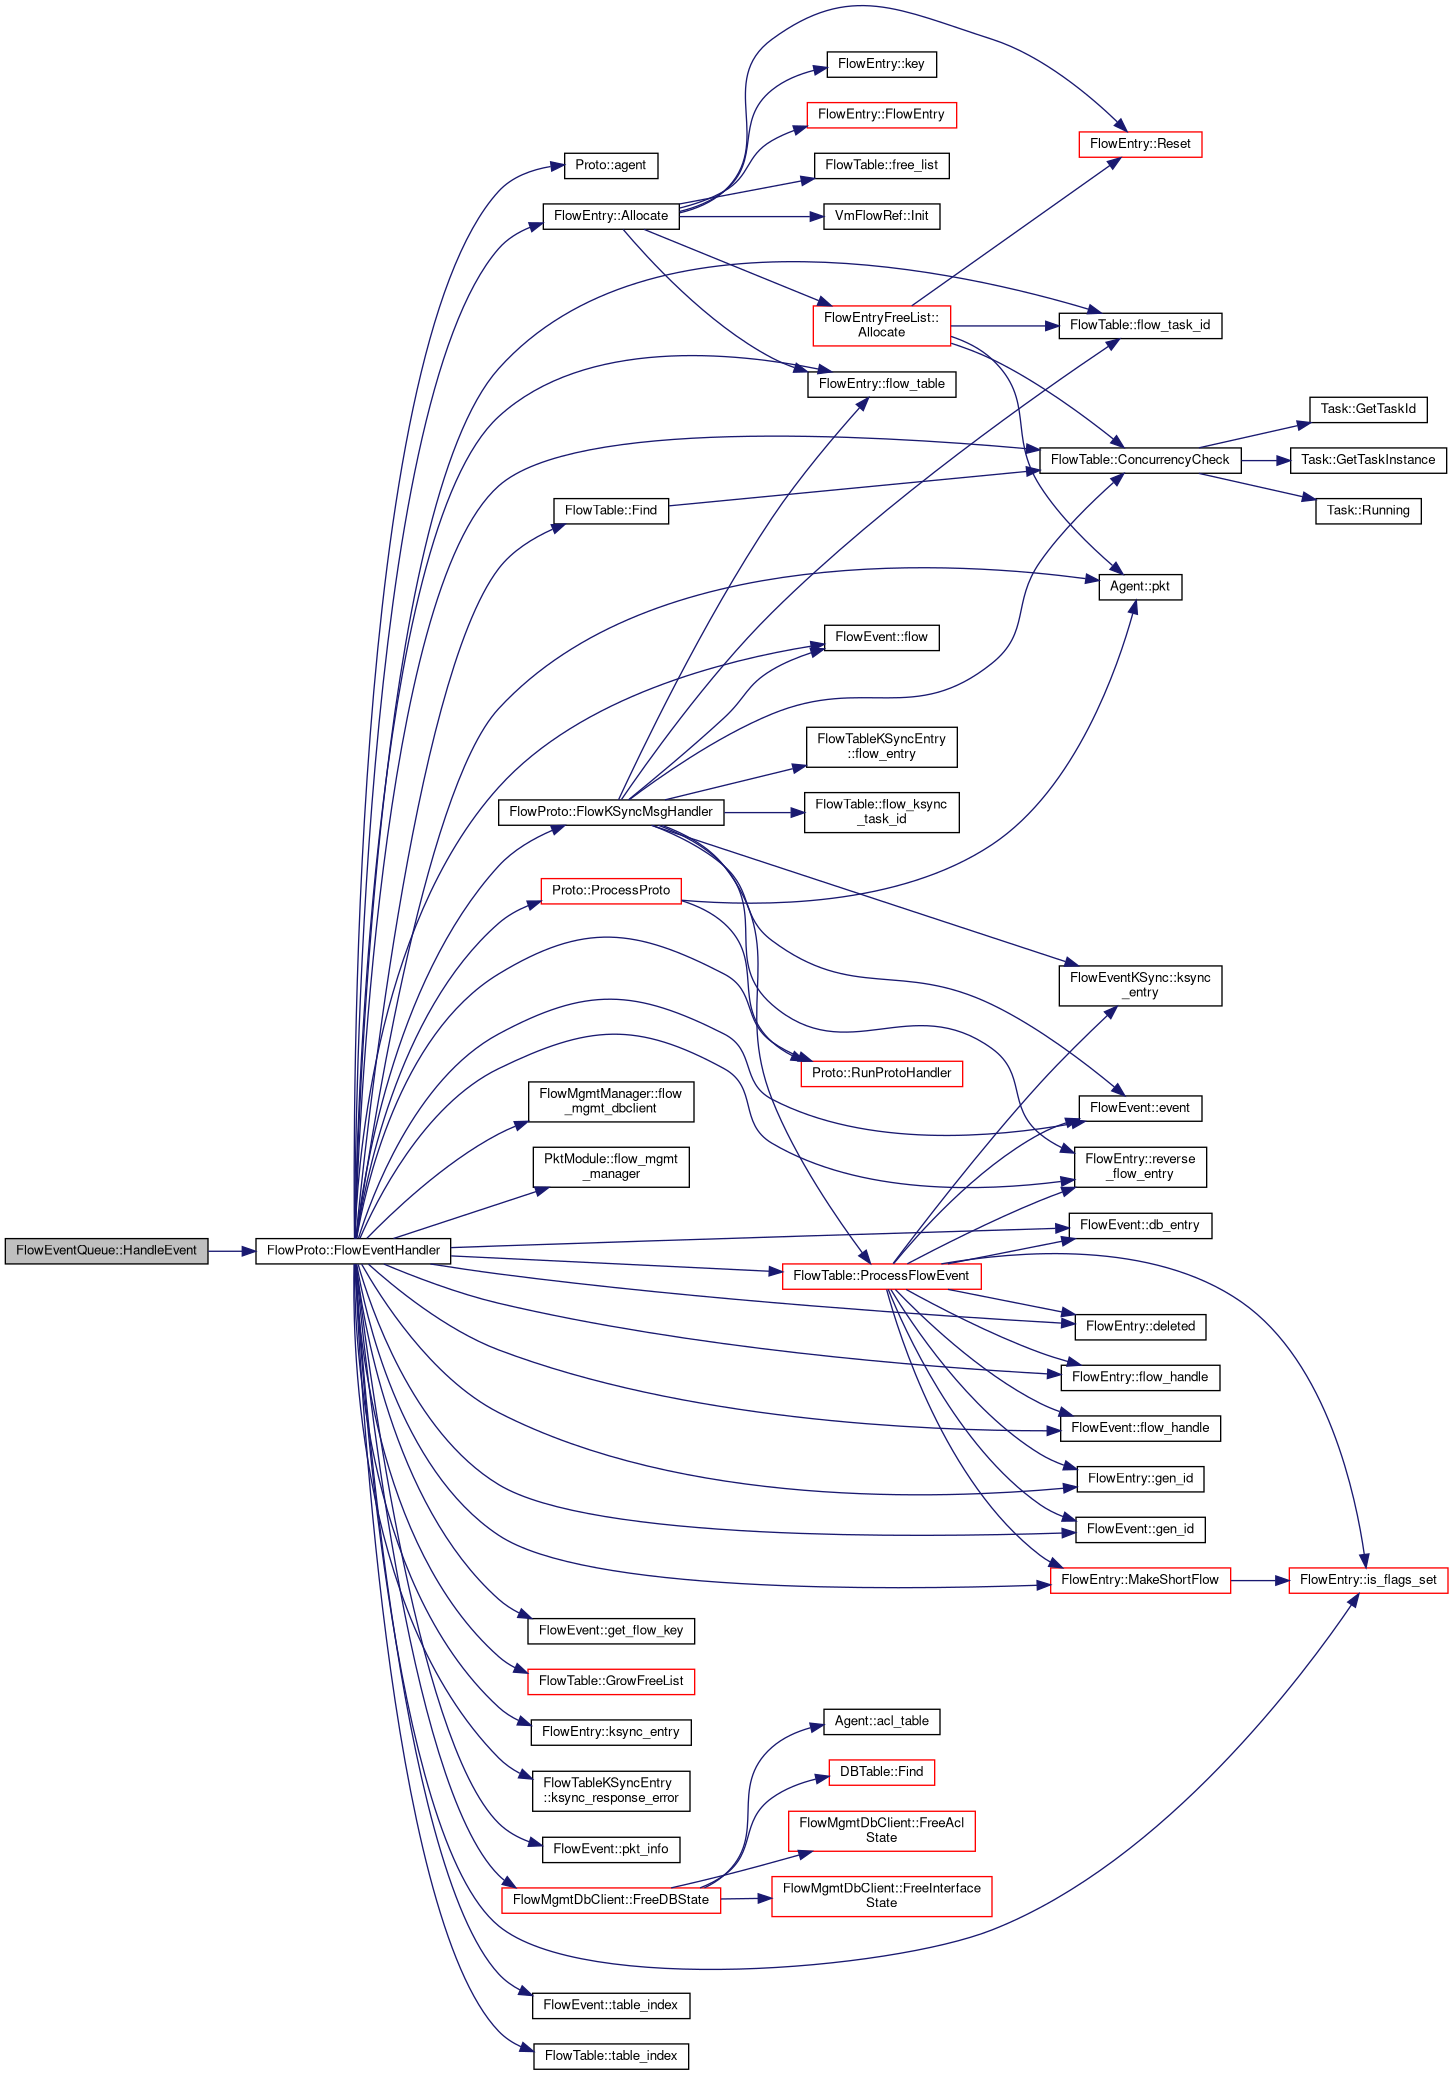 FlowEntry::key
FlowEntry::FlowEntry
FlowEntry::Reset
Proto::agent
FlowTable::free_list
FlowEntry::Allocate
VmFlowRef::Init
FlowEntryFreeList::
Allocate
FlowTable::flow_task_id
FlowEntry::flow_table
Task::GetTaskId
FlowTable::ConcurrencyCheck
Task::GetTaskInstance
FlowTable::Find
Task::Running
Agent::pkt
FlowEvent::flow
FlowTableKSyncEntry
::flow_entry
FlowProto::FlowKSyncMsgHandler
FlowTable::flow_ksync
_task_id
Proto::ProcessProto
FlowEventKSync::ksync
_entry
Proto::RunProtoHandler
FlowMgmtManager::flow
_mgmt_dbclient
FlowEvent::event
PktModule::flow_mgmt
_manager
FlowEntry::reverse
_flow_entry
FlowEventQueue::HandleEvent
FlowProto::FlowEventHandler
FlowEvent::db_entry
FlowTable::ProcessFlowEvent
FlowEntry::deleted
FlowEntry::flow_handle
FlowEvent::flow_handle
FlowEntry::gen_id
FlowEvent::gen_id
FlowEntry::MakeShortFlow
FlowEntry::is_flags_set
FlowEvent::get_flow_key
FlowTable::GrowFreeList
FlowEntry::ksync_entry
Agent::acl_table
FlowTableKSyncEntry
::ksync_response_error
DBTable::Find
FlowMgmtDbClient::FreeAcl
State
FlowEvent::pkt_info
FlowMgmtDbClient::FreeDBState
FlowMgmtDbClient::FreeInterface
State
FlowEvent::table_index
FlowTable::table_index